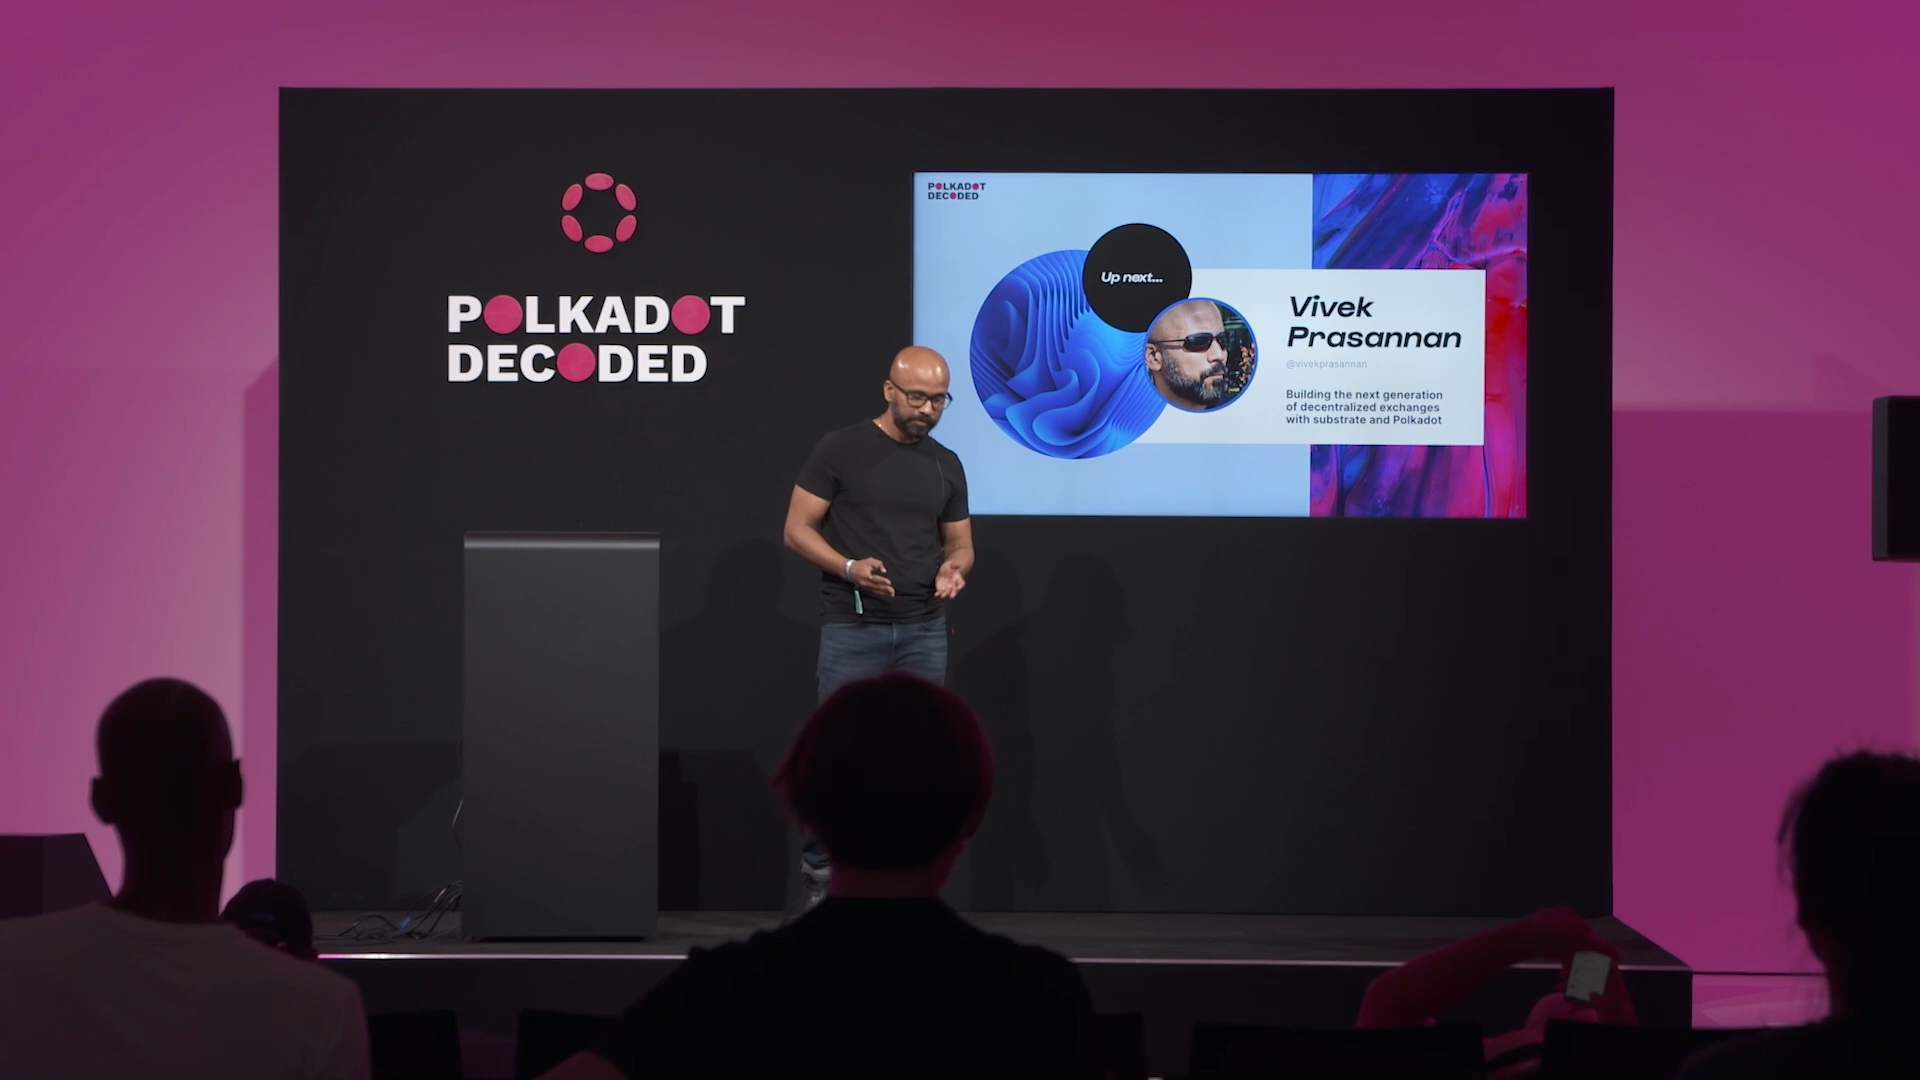 POLKADOT
DECODED
POLKADOT
DECODED
Up next...
Vivek
Prasannan
@vivekprasannan
Building the next generation
of decentralized exchanges
with substrate and Polkadot